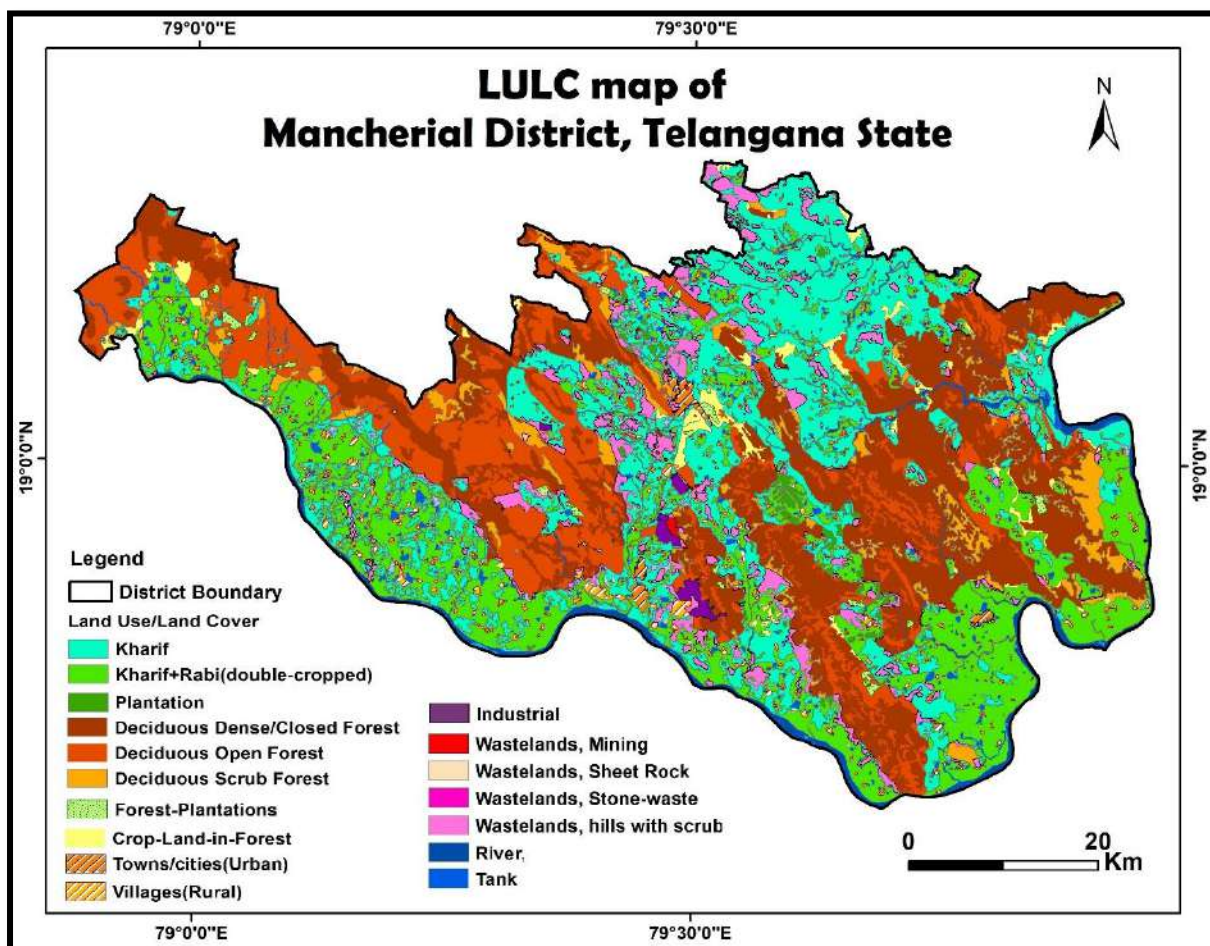 79°0'0"E
79°30'0"E
LULC map of
Mancherial District, Telangana State
N
19°0'0"N
19°0'0"N
Legend
District Boundary
Land Use/Land Cover
Kharif
Kharif+Rabi(double-cropped)
Plantation
Deciduous Dense/Closed Forest
Deciduous Open Forest
Deciduous Scrub Forest
Forest-Plantations
Crop-Land-in-Forest
Towns/cities(Urban)
Villages(Rural)
Industrial
Wastelands, Mining
Wastelands, Sheet Rock
Wastelands, Stone-waste
Wastelands, hills with scrub
River,
Tank
0 20
Km
79°0'0"E
79°30'0"E